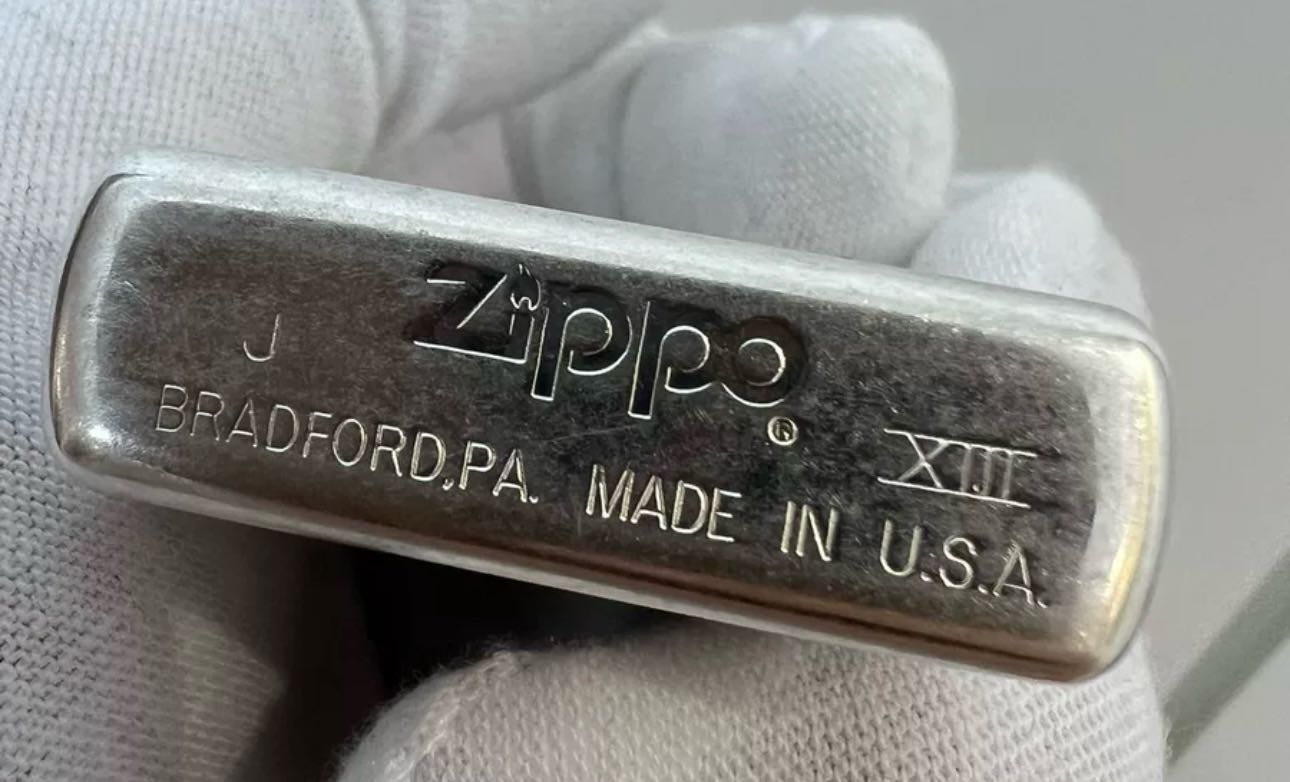 Zippo ®
J XIII
BRADFORD,PA. MADE IN U.S.A.